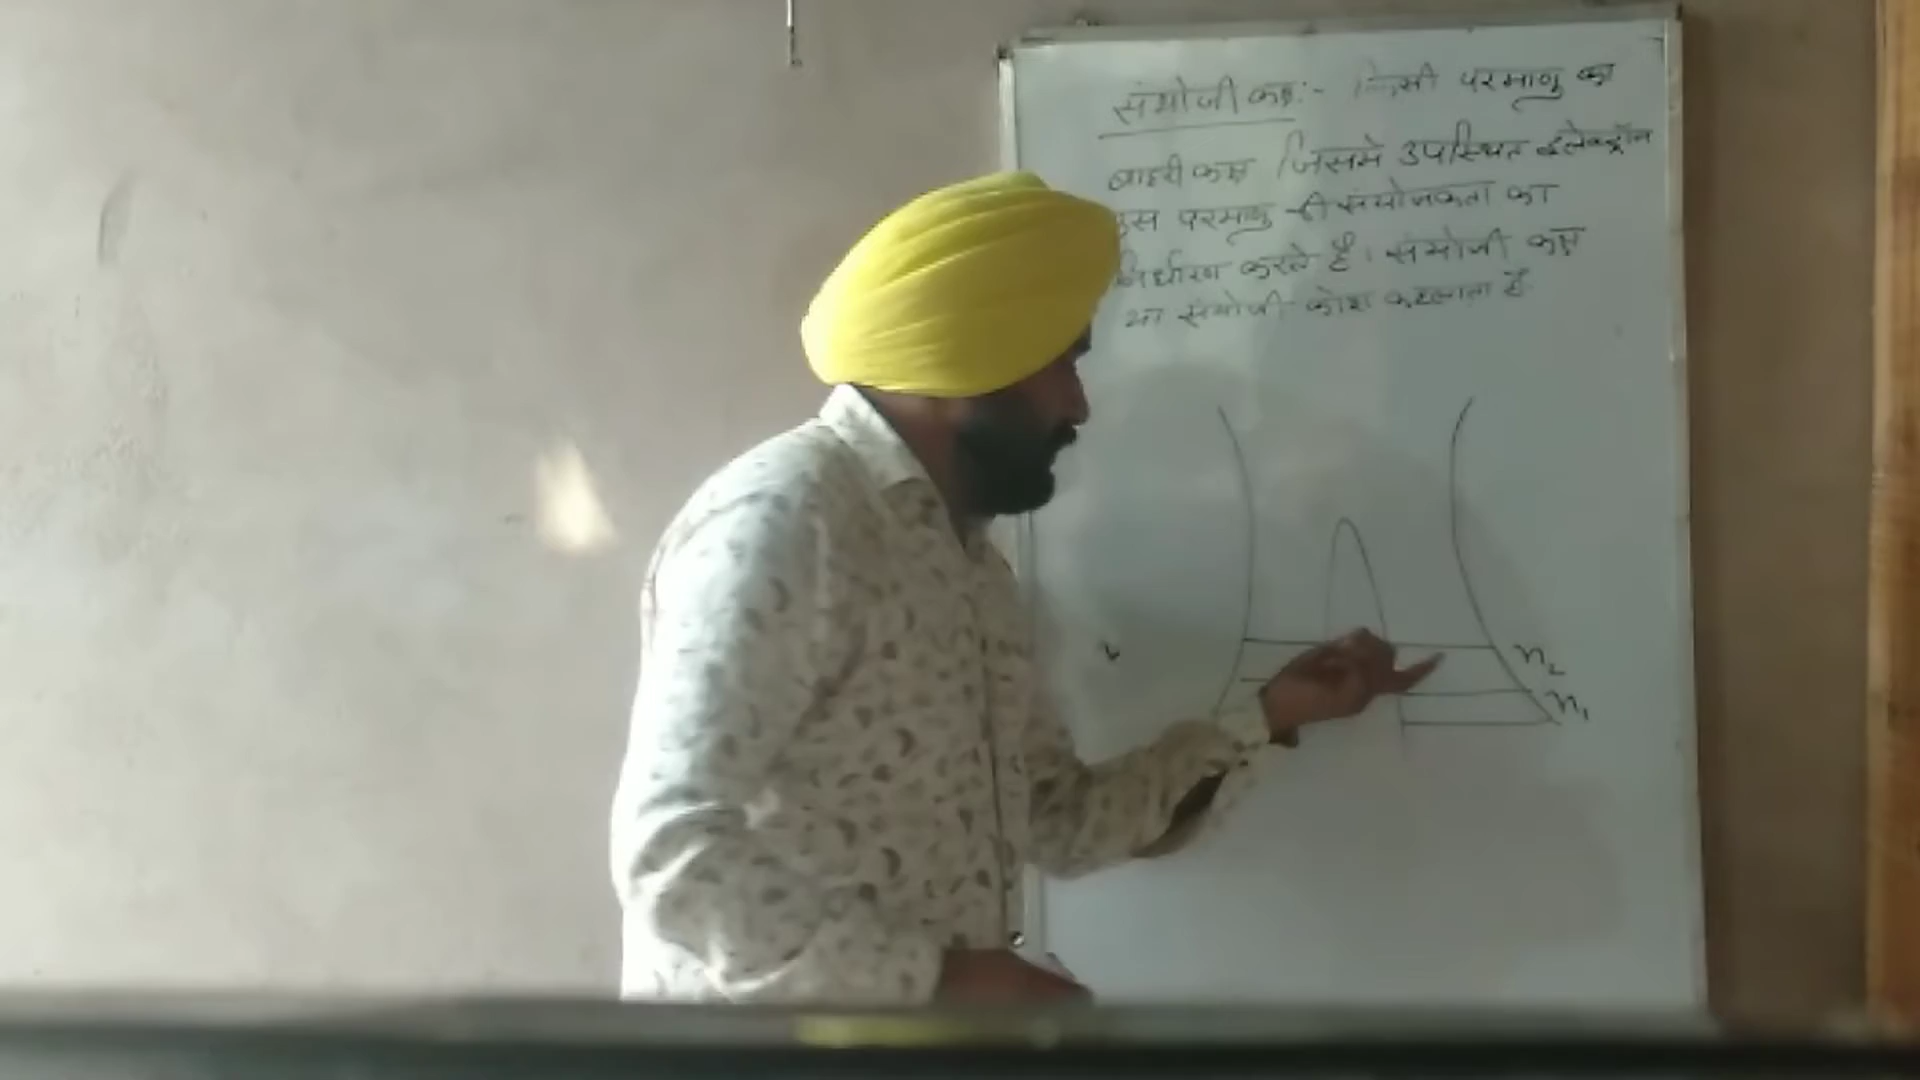 संयोजी कक्ष:- किसी परमाणु का
बाहरी कक्ष जिसमे उपस्थित इलेक्ट्रॉन
उस परमाणु की संयोजकता का
निर्धारण करते है। संयोजी कक्ष
या संयोजी कोश कहलाता है
n₂
n₁